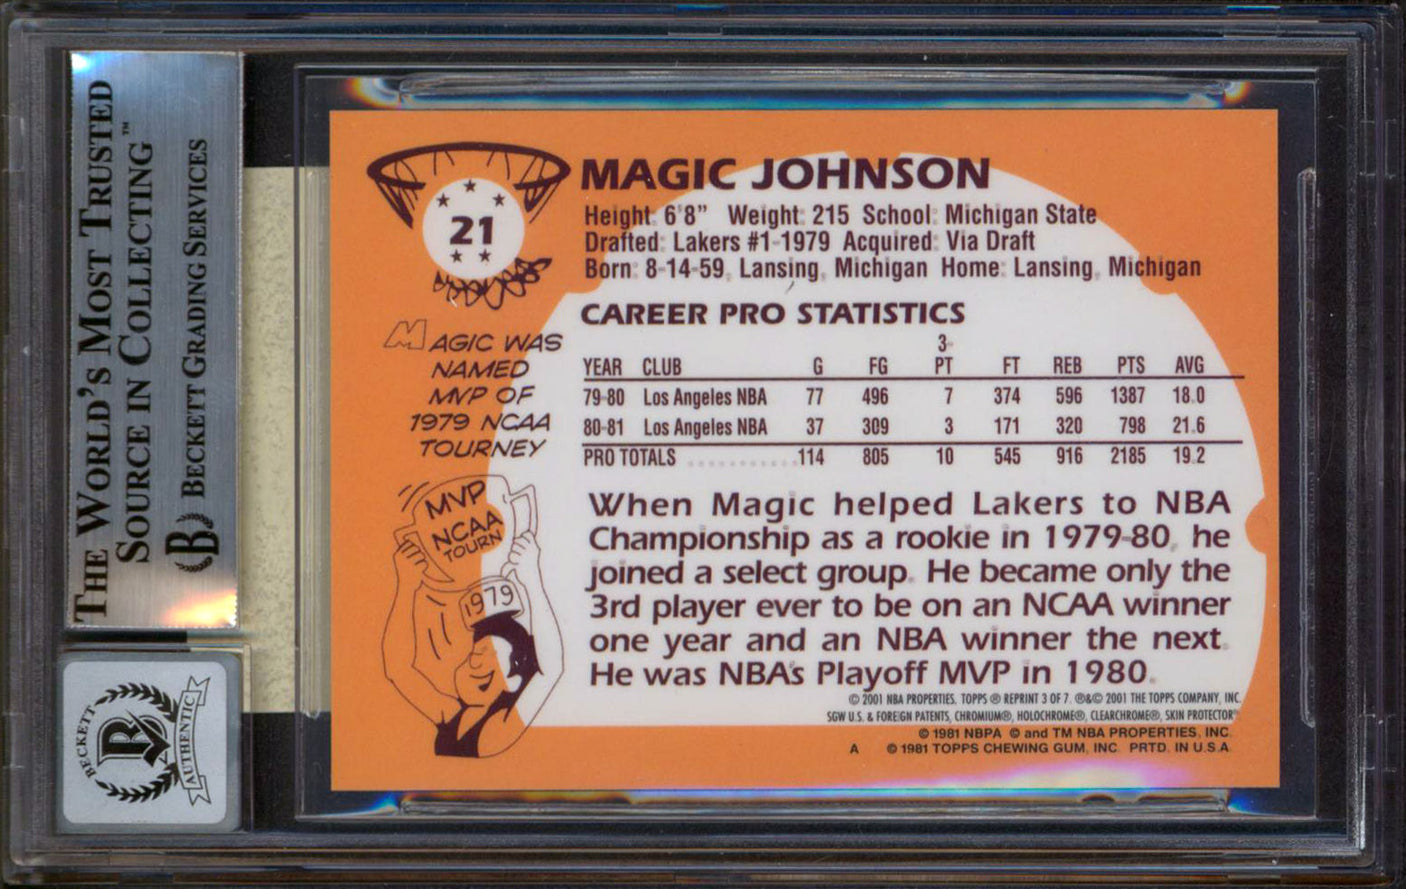 THE WORLD'S MOST TRUSTED
SOURCE IN COLLECTING™
BECKETT GRADING SERVICES
B
BECKETT
AUTHENTIC
B
21
MAGIC JOHNSON
Height: 6'8" Weight: 215 School: Michigan State
Drafted: Lakers #1-1979 Acquired: Via Draft
Born: 8-14-59, Lansing, Michigan Home: Lansing, Michigan
MAGIC WAS
NAMED
MVP OF
1979 NCAA
TOURNEY
MVP
NCAA
TOURN
1979
CAREER PRO STATISTICS
3-
YEAR CLUB G FG PT FT REB PTS AVG
79-80 Los Angeles NBA 77 496 7 374 596 1387 18.0
80-81 Los Angeles NBA 37 309 3 171 320 798 21.6
PRO TOTALS ............114 805 10 545 916 2185 19.2
When Magic helped Lakers to NBA
Championship as a rookie in 1979-80, he
joined a select group. He became only the
3rd player ever to be on an NCAA winner
one year and an NBA winner the next.
He was NBA's Playoff MVP in 1980.
© 2001 NBA PROPERTIES. TOPPS ® REPRINT 3 OF 7. ®&© 2001 THE TOPPS COMPANY, INC.
SGW U.S. & FOREIGN PATENTS, CHROMIUM®, HOLOCHROME®, CLEARCHROME®, SKIN PROTECTOR®
© 1981 NBPA © and TM NBA PROPERTIES, INC.
A © 1981 TOPPS CHEWING GUM, INC. PRTD. IN U.S.A.